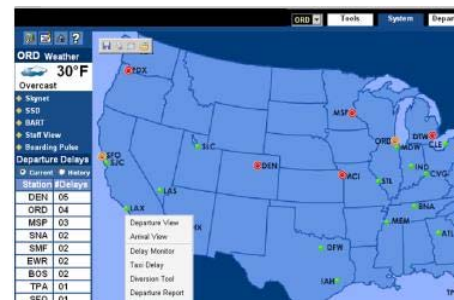 ORD
Tools
System
Depar
ORD Weather
30°F
Overcast
Skynet
SSD
BART
Staff View
Boarding Pulse
Departure Delays
Current History
Station #Delays
DEN 05
ORD 04
MSP 03
SNA 02
SMF 02
EWR 02
BOS 02
TPA 01
SFO 01
PDX
MSP
ORD
MDW
DTW
CLE
SFO
SJC
SLC
DEN
MCI
IND
CVG
STL
LAS
BNA
LAX
MEM
ATL
DFW
IAH
Departure View
Arrival View
Delay Monitor
Taxi Delay
Diversion Tool
Departure Report